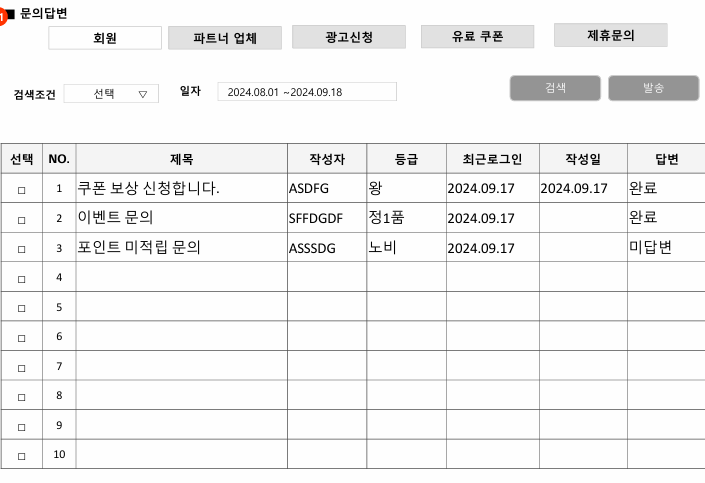 1
■ 문의답변
회원 파트너 업체 광고신청 유료 쿠폰 제휴문의
검색조건 선택 ▽ 일자 2024.08.01 ~2024.09.18 검색 발송
선택 NO. 제목 작성자 등급 최근로그인 작성일 답변
□ 1 쿠폰 보상 신청합니다. ASDFG 왕 2024.09.17 2024.09.17 완료
□ 2 이벤트 문의 SFFDGDF 정1품 2024.09.17 완료
□ 3 포인트 미적립 문의 ASSSDG 노비 2024.09.17 미답변
□ 4
□ 5
□ 6
□ 7
□ 8
□ 9
□ 10